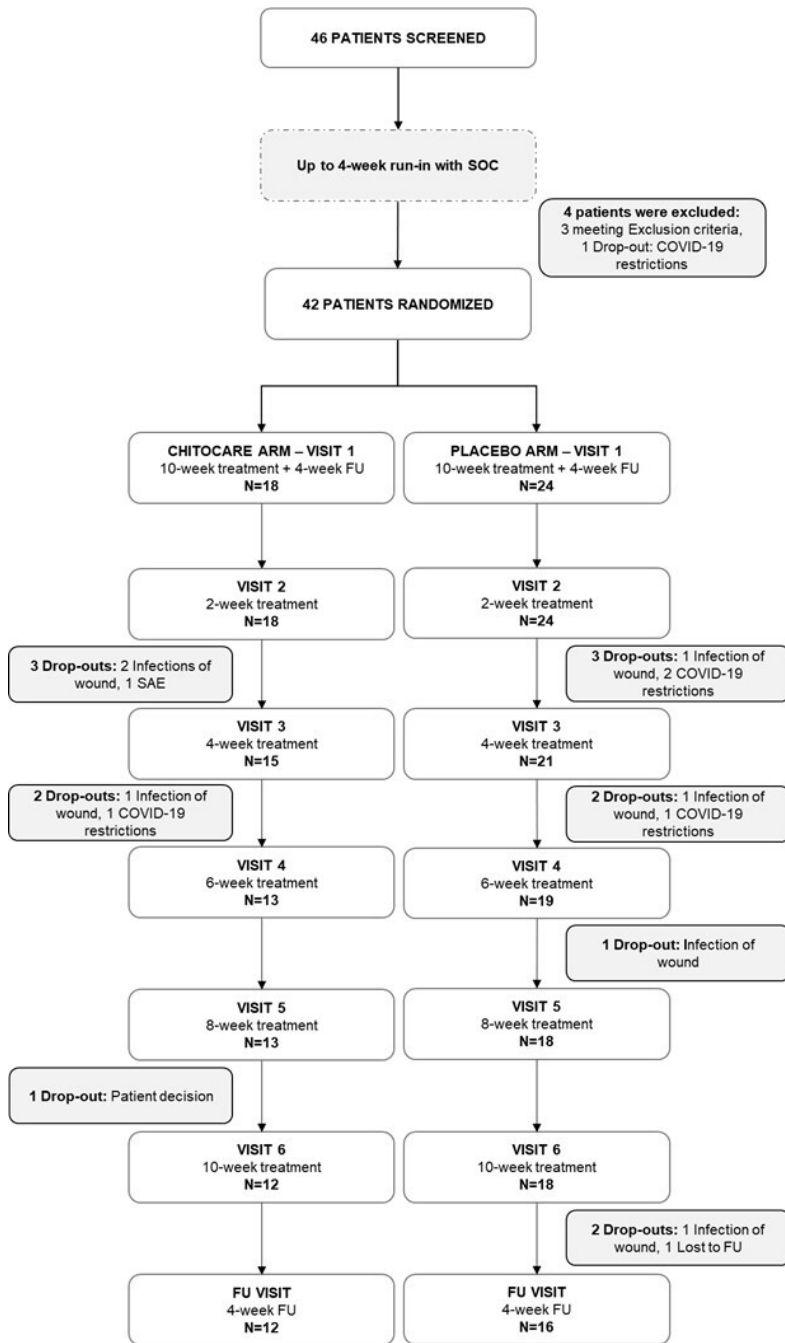 46 PATIENTS SCREENED
Up to 4-week run-in with SOC
4 patients were excluded:
3 meeting Exclusion criteria,
1 Drop-out: COVID-19
restrictions
42 PATIENTS RANDOMIZED
CHITOCARE ARM – VISIT 1
10-week treatment + 4-week FU
N=18
PLACEBO ARM – VISIT 1
10-week treatment + 4-week FU
N=24
VISIT 2
2-week treatment
N=18
VISIT 2
2-week treatment
N=24
3 Drop-outs: 2 Infections of
wound, 1 SAE
3 Drop-outs: 1 Infection of
wound, 2 COVID-19
restrictions
VISIT 3
4-week treatment
N=15
VISIT 3
4-week treatment
N=21
2 Drop-outs: 1 Infection of
wound, 1 COVID-19
restrictions
2 Drop-outs: 1 Infection of
wound, 1 COVID-19
restrictions
VISIT 4
6-week treatment
N=13
VISIT 4
6-week treatment
N=19
1 Drop-out: Infection of
wound
VISIT 5
8-week treatment
N=13
VISIT 5
8-week treatment
N=18
1 Drop-out: Patient decision
VISIT 6
10-week treatment
N=12
VISIT 6
10-week treatment
N=18
2 Drop-outs: 1 Infection of
wound, 1 Lost to FU
FU VISIT
4-week FU
N=12
FU VISIT
4-week FU
N=16